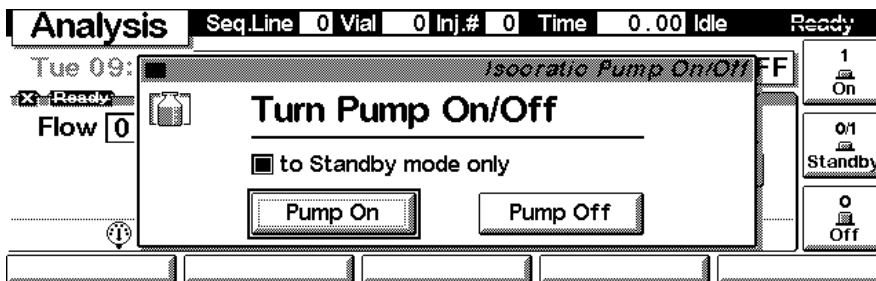 Analysis Seq.Line 0 Vial 0 Inj.# 0 Time 0.00 Idle Ready
Tue 09: Isocratic Pump On/Off FF
1
On
X Ready
Flow 0
Turn Pump On/Off
0/1
Standby
to Standby mode only
Pump On Pump Off
0
Off